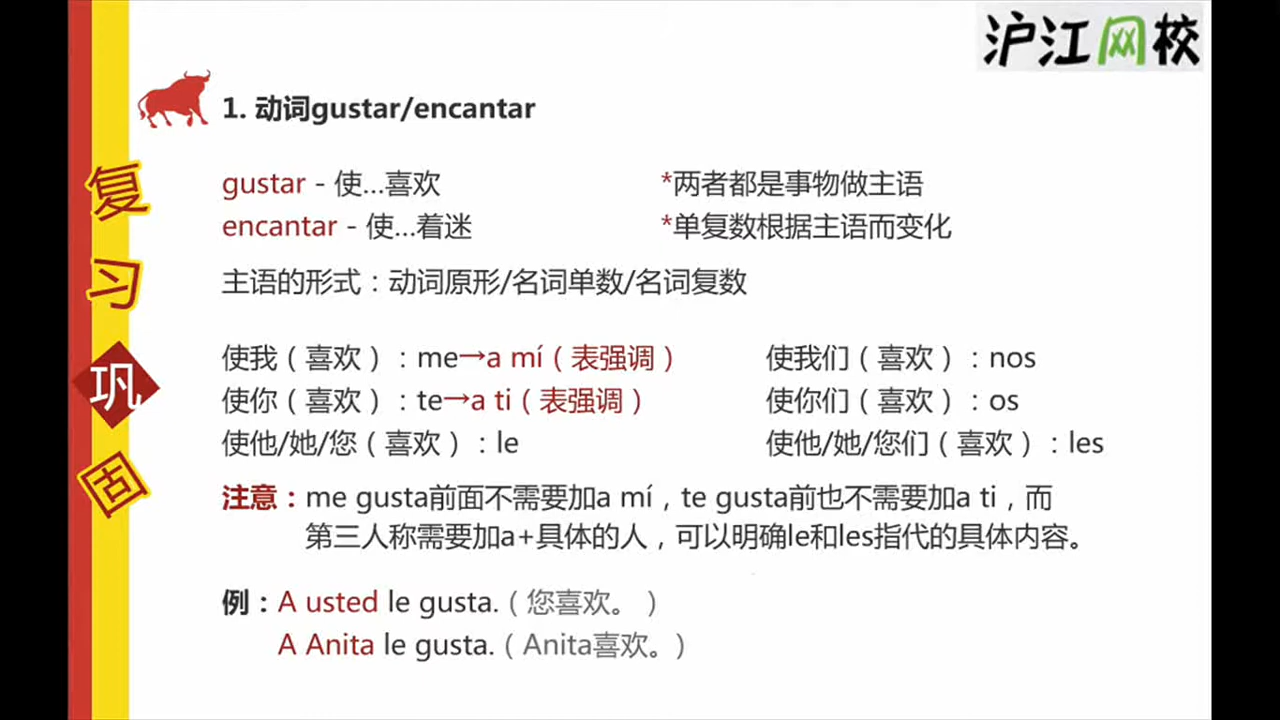 沪江网校
1. 动词gustar/encantar
gustar - 使...喜欢
*两者都是事物做主语
encantar - 使...着迷
*单复数根据主语而变化
主语的形式：动词原形/名词单数/名词复数
使我（喜欢）：me→a mí（表强调）
使我们（喜欢）：nos
使你（喜欢）：te→a ti（表强调）
使你们（喜欢）：os
使他/她/您（喜欢）：le
使他/她/您们（喜欢）：les
注意：me gusta前面不需要加a mí，te gusta前也不需要加a ti，而
第三人称需要加a+具体的人，可以明确le和les指代的具体内容。
例：A usted le gusta.（您喜欢。）
A Anita le gusta.（Anita喜欢。）
复
习
巩
固